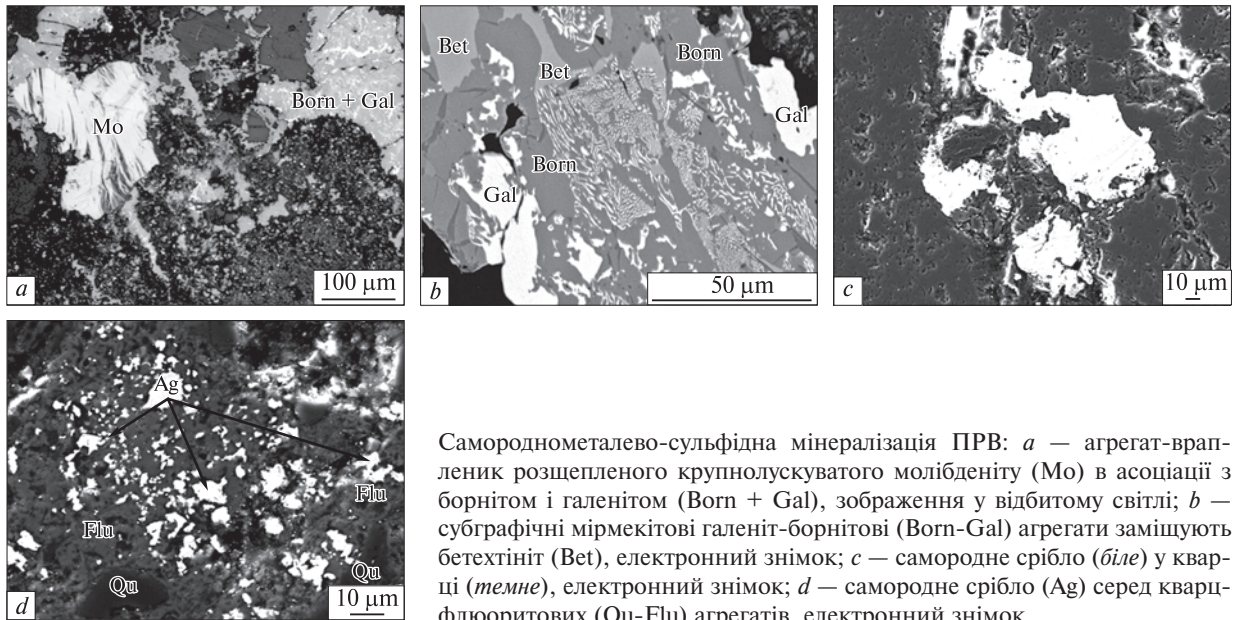 Mo
Born + Gal
a
100 µm
Bet
Bet
Born
Gal
Born
Gal
b
50 µm
c
10 µm
Ag
Flu
Flu
Qu
Qu
d
10 µm
Самороднометалево-сульфідна мінералізація ПРВ: a — агрегат-врап-
леник розщепленого крупнолускуватого молібденіту (Mo) в асоціації з
борнітом і галенітом (Born + Gal), зображення у відбитому світлі; b —
субграфічні мірмекітові галеніт-борнітові (Born-Gal) агрегати заміщують
бетехтініт (Bet), електронний знімок; c — самородне срібло (біле) у квар-
ці (темне), електронний знімок; d — самородне срібло (Ag) серед кварц-
флюоритових (Qu-Flu) агрегатів, електронний знімок